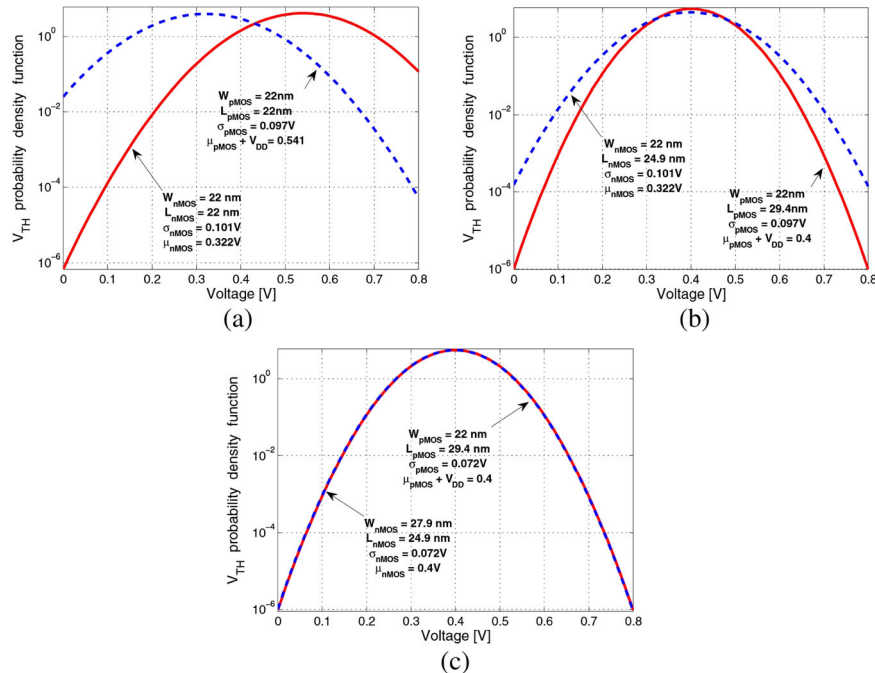 (a)
V_TH probability density function
10^0
10^−2
10^−4
10^−6
W_pMOS = 22nm
L_pMOS = 22nm
σ_pMOS = 0.097V
μ_pMOS + V_DD = 0.541
W_nMOS = 22 nm
L_nMOS = 22 nm
σ_nMOS = 0.101V
μ_nMOS = 0.322V
0 0.1 0.2 0.3 0.4 0.5 0.6 0.7 0.8
Voltage [V]
(b)
V_TH probability density function
10^0
10^−2
10^−4
10^−6
W_nMOS = 22 nm
L_nMOS = 24.9 nm
σ_nMOS = 0.101V
μ_nMOS = 0.322V
W_pMOS = 22nm
L_pMOS = 29.4nm
σ_pMOS = 0.097V
μ_pMOS + V_DD = 0.4
0 0.1 0.2 0.3 0.4 0.5 0.6 0.7 0.8
Voltage [V]
V_TH probability density function
10^0
10^−2
10^−4
10^−6
W_pMOS = 22 nm
L_pMOS = 29.4 nm
σ_pMOS = 0.072V
μ_pMOS + V_DD = 0.4
W_nMOS = 27.9 nm
L_nMOS = 24.9 nm
σ_nMOS = 0.072V
μ_nMOS = 0.4V
0 0.1 0.2 0.3 0.4 0.5 0.6 0.7 0.8
Voltage [V]
(c)